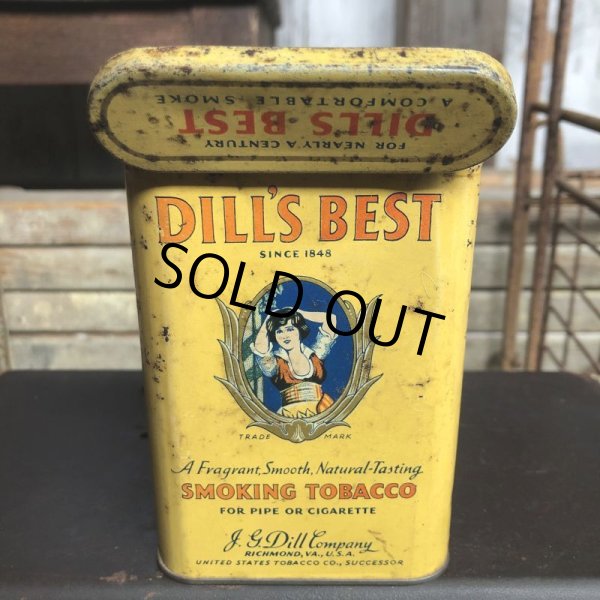 FOR NEARLY A CENTURY
DILL'S BEST
A COMFORTABLE SMOKE
DILL'S BEST
SINCE 1848
SOLD OUT
TRADE MARK
A Fragrant, Smooth, Natural-Tasting
SMOKING TOBACCO
FOR PIPE OR CIGARETTE
J. G. Dill Company
RICHMOND, VA., U.S.A.
UNITED STATES TOBACCO CO., SUCCESSOR